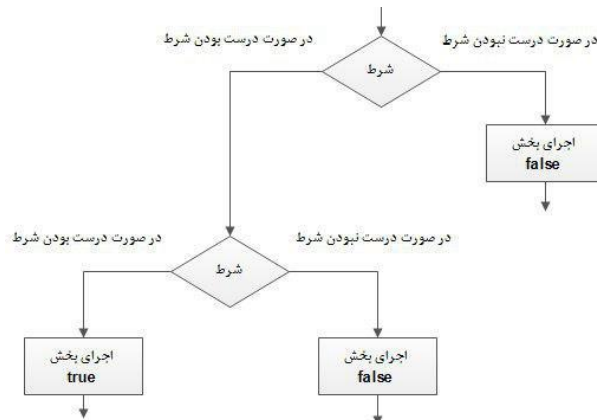 در صورت درست نبودن شرط
در صورت درست بودن شرط
شرط
اجرای بخش
false
در صورت درست نبودن شرط
در صورت درست بودن شرط
شرط
اجرای بخش
false
اجرای بخش
true